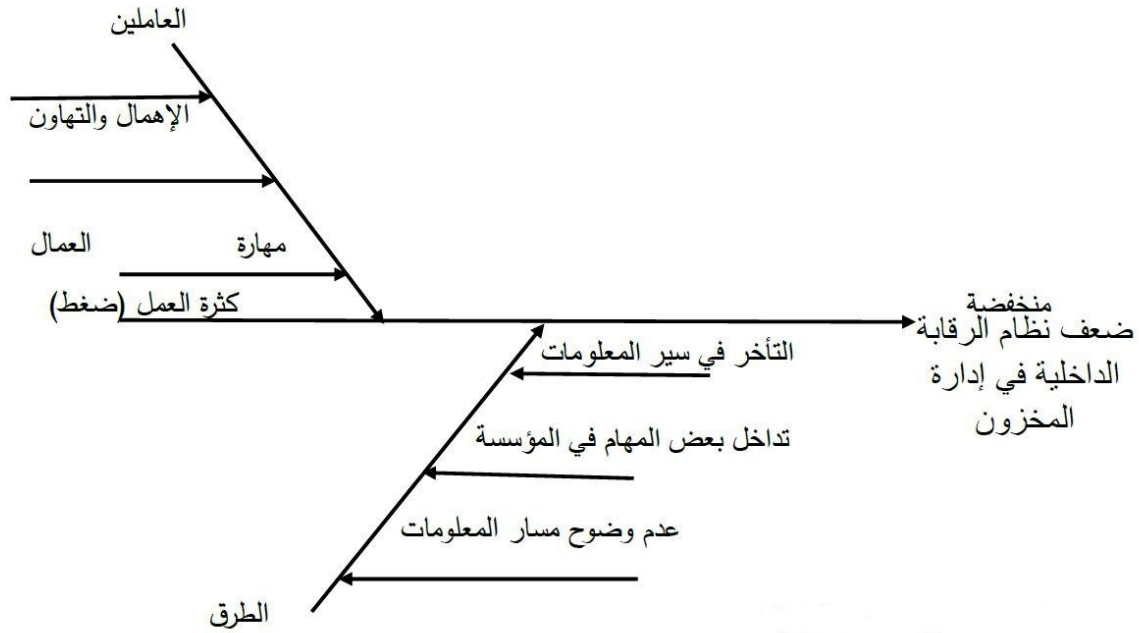 العاملين
الإهمال والتهاون
مهارة العمال
منخفضة
كثرة العمل (ضغط)
ضعف نظام الرقابة
الداخلية في إدارة
المخزون
التأخر في سير المعلومات
تداخل بعض المهام في المؤسسة
عدم وضوح مسار المعلومات
الطرق